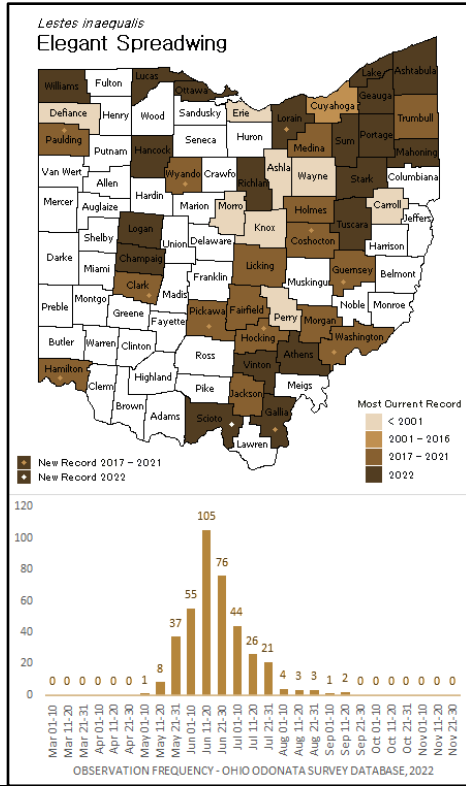 Lestes inaequalis
Elegant Spreadwing
Williams Fulton Lucas Ottawa Lake Ashtabula
Geauga
Defiance Henry Wood Sandusky Erie Lorain Cuyahoga Trumbull
Paulding Putnam Hancock Seneca Huron Medina Sum Portage Mahoning
Van Wert Allen Wyando Crawfo Richlan Ashla Wayne Stark Columbiana
Mercer Auglaize Hardin Marion Morro Holmes Carroll Jeffers
Shelby Logan Union Delaware Knox Coshocton Tuscara Harrison
Darke Miami Champaig Licking Guernsey Belmont
Clark Madis Franklin Muskingu
Preble Montgo Greene Fayette Pickawa Fairfield Perry Morgan Noble Monroe
Butler Warren Clinton Ross Hocking Washington
Hamilton Clerm Highland Pike Vinton Athens
Brown Adams Jackson Meigs
Scioto Gallia
Lawren
Most Current Record
< 2001
2001 – 2016
2017 – 2021
2022
New Record 2017 – 2021
New Record 2022
120
100
80
60
40
20
0
0 0 0 0 0 0 1 8 37 55 105 76 44 26 21 4 3 3 1 2 0 0 0 0 0 0 0
Mar 01-10
Mar 11-20
Mar 21-31
Apr 01-10
Apr 11-20
Apr 21-30
May 01-10
May 11-20
May 21-31
Jun 01-10
Jun 11-20
Jun 21-30
Jul 01-10
Jul 11-20
Jul 21-31
Aug 01-10
Aug 11-20
Aug 21-31
Sep 01-10
Sep 11-20
Sep 21-30
Oct 01-10
Oct 11-20
Oct 21-31
Nov 01-10
Nov 11-20
Nov 21-30
OBSERVATION FREQUENCY - OHIO ODONATA SURVEY DATABASE, 2022